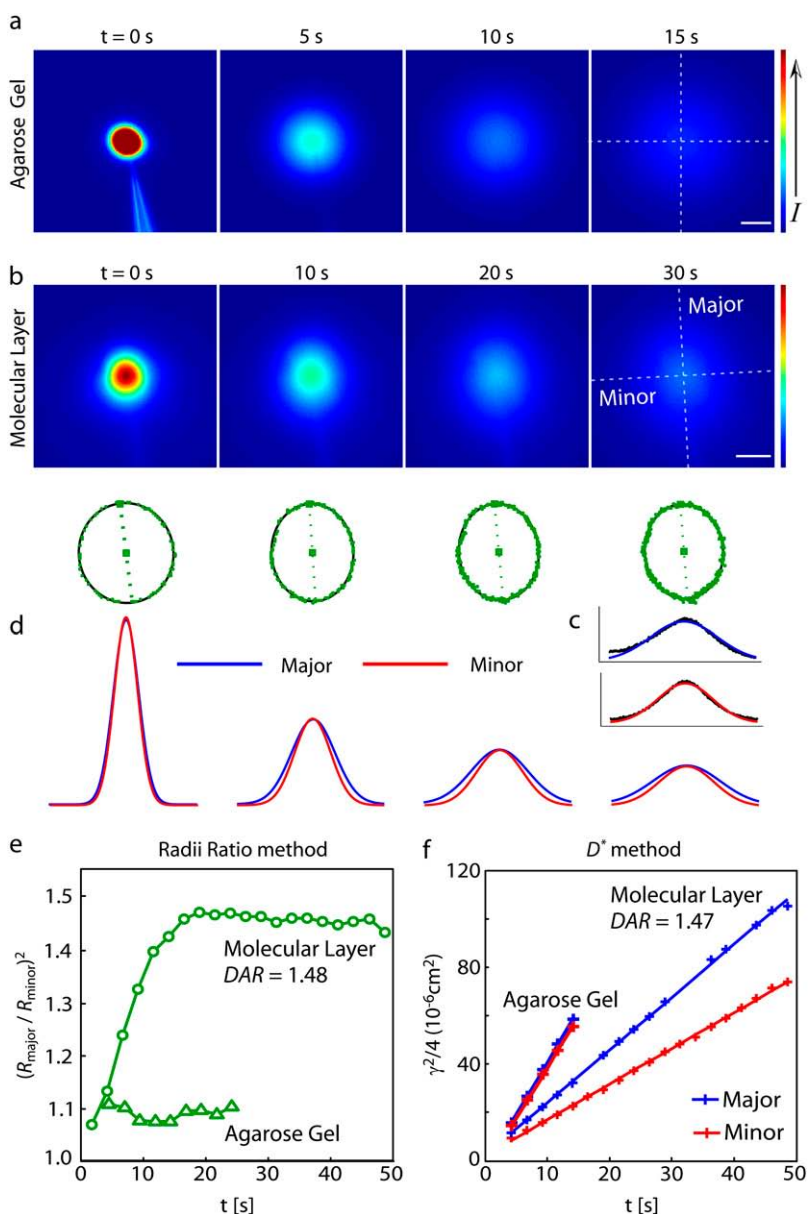 a
t = 0 s
5 s
10 s
15 s
Agarose Gel
I
b
t = 0 s
10 s
20 s
30 s
Molecular Layer
Major
Minor
d
c
Major
Minor
e
Radii Ratio method
1.5
1.4
1.3
1.2
1.1
1.0
(Rmajor / Rminor)²
Molecular Layer
DAR = 1.48
Agarose Gel
0 10 20 30 40 50
t [s]
f
D* method
120
80
40
0
γ²/4 (10⁻⁶cm²)
Molecular Layer
DAR = 1.47
Agarose Gel
Major
Minor
0 10 20 30 40 50
t [s]